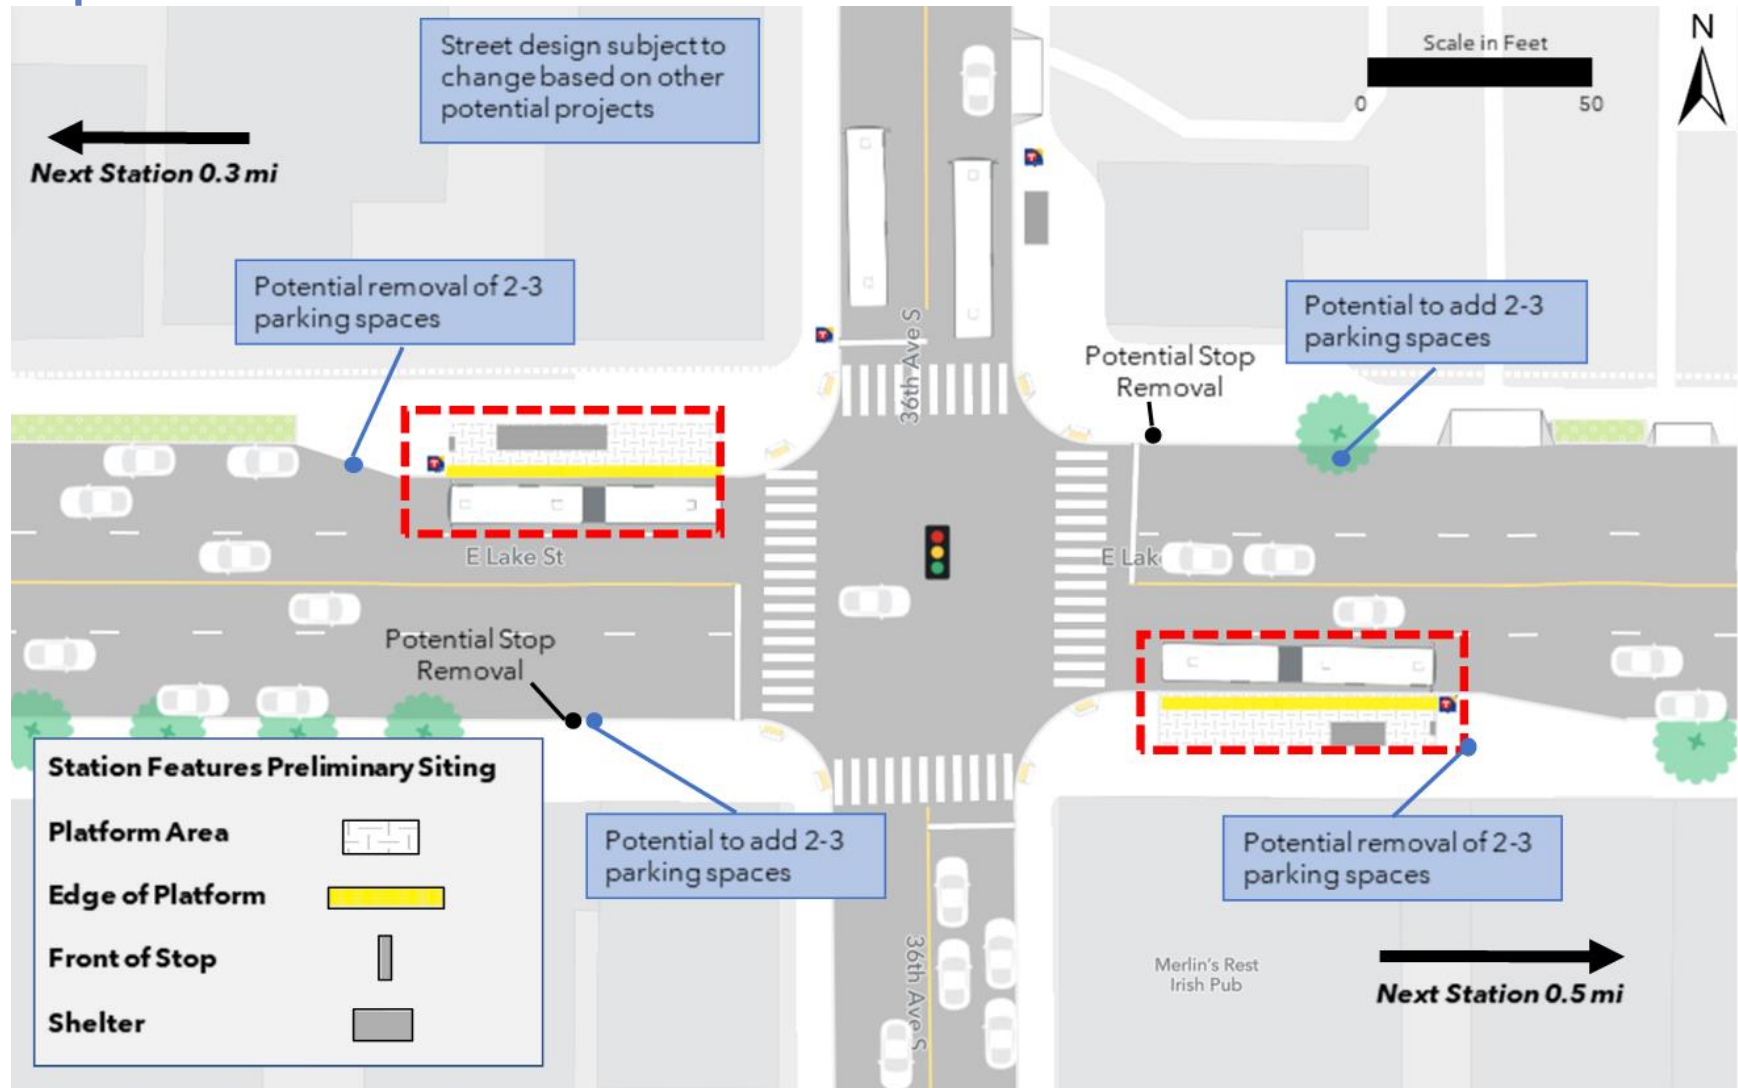 Street design subject to
change based on other
potential projects
Scale in Feet
0
50
N
Next Station 0.3 mi
Potential removal of 2-3
parking spaces
Potential to add 2-3
parking spaces
36th Ave S
Potential Stop
Removal
E Lake St
E Lak
Potential Stop
Removal
Station Features Preliminary Siting
Platform Area
Edge of Platform
Front of Stop
Shelter
Potential to add 2-3
parking spaces
Potential removal of 2-3
parking spaces
36th Ave S
Merlin's Rest
Irish Pub
Next Station 0.5 mi